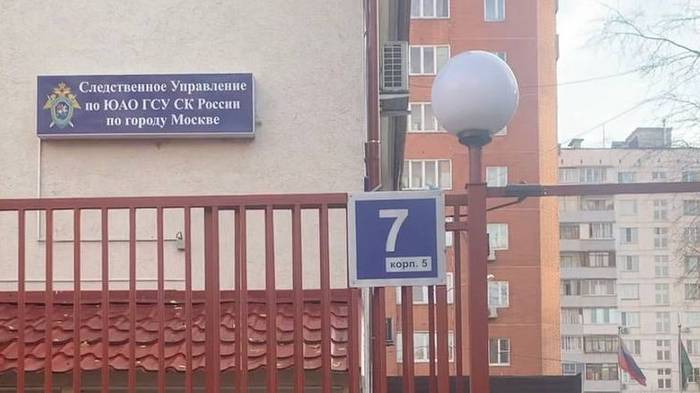 Следственное Управление
по ЮАО ГСУ СК России
по городу Москве
7
корп. 5